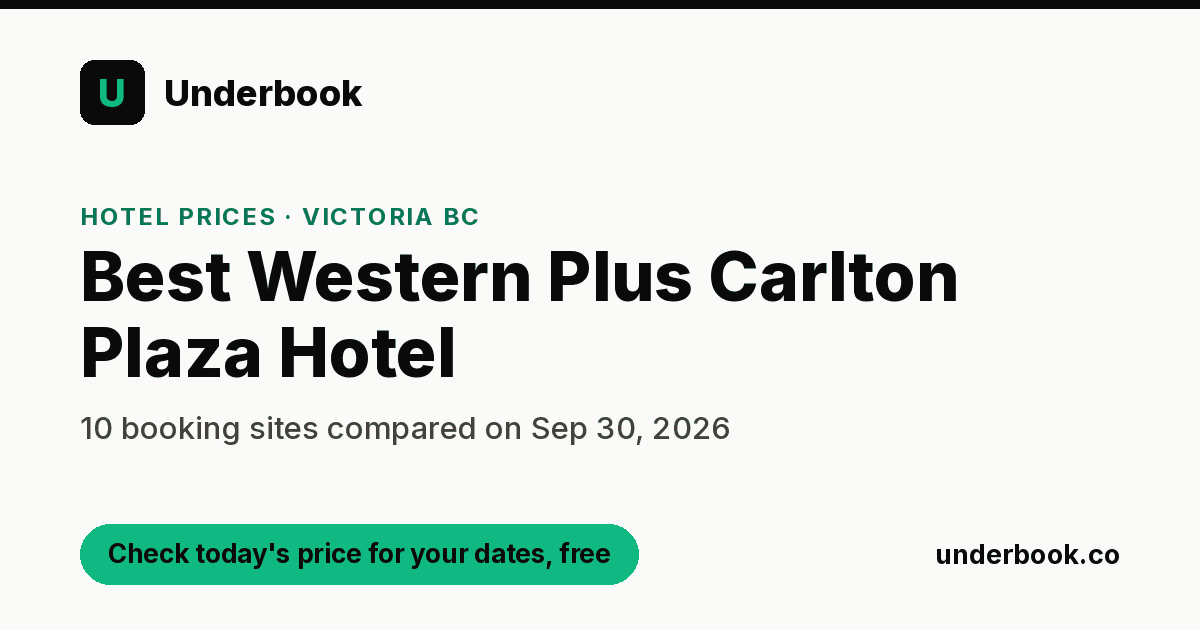 U Underbook
HOTEL PRICES · VICTORIA BC
Best Western Plus Carlton
Plaza Hotel
10 booking sites compared on Sep 30, 2026
Check today's price for your dates, free
underbook.co